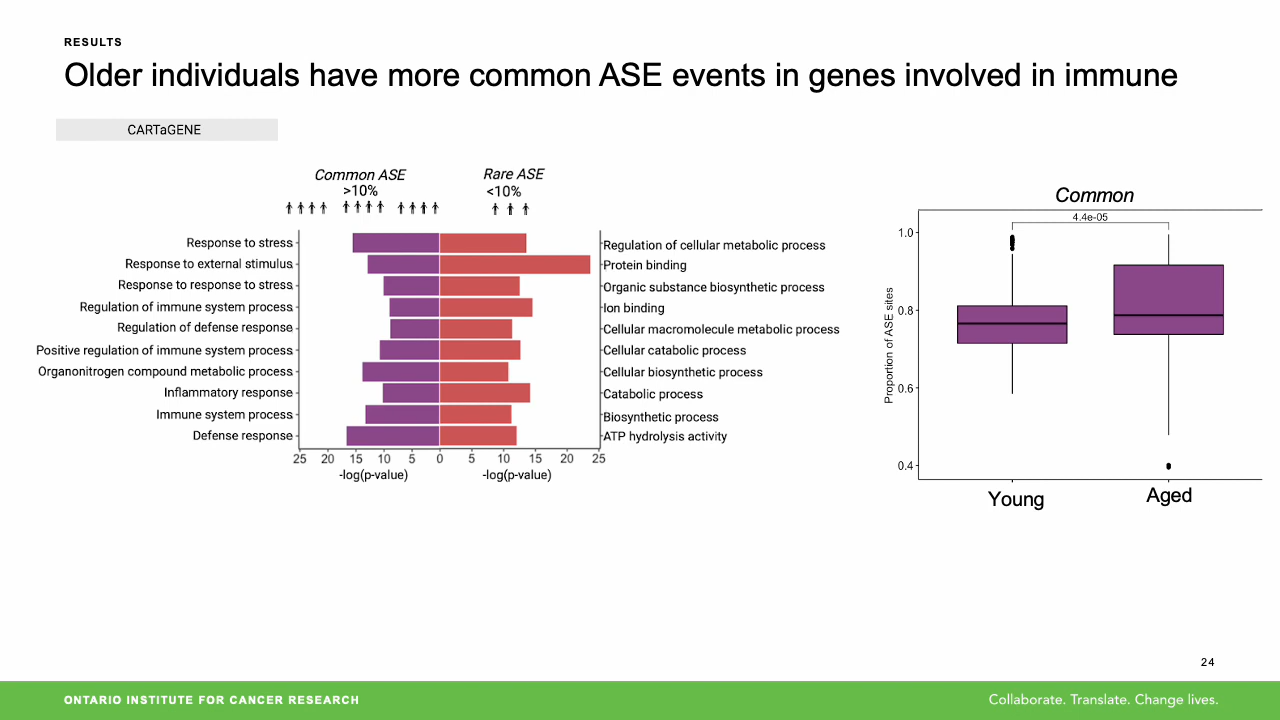 RESULTS
Older individuals have more common ASE events in genes involved in immune
CARTaGENE
Common ASE
>10%
Rare ASE
<10%
Response to stress
Response to external stimulus
Response to response to stress
Regulation of immune system process
Regulation of defense response
Positive regulation of immune system process
Organonitrogen compound metabolic process
Inflammatory response
Immune system process
Defense response
Regulation of cellular metabolic process
Protein binding
Organic substance biosynthetic process
Ion binding
Cellular macromolecule metabolic process
Cellular catabolic process
Cellular biosynthetic process
Catabolic process
Biosynthetic process
ATP hydrolysis activity
25 20 15 10 5 0 5 10 15 20 25
-log(p-value)
-log(p-value)
Common
4.4e-05
Proportion of ASE sites
1.0
0.8
0.6
0.4
Young
Aged
24
ONTARIO INSTITUTE FOR CANCER RESEARCH
Collaborate. Translate. Change lives.